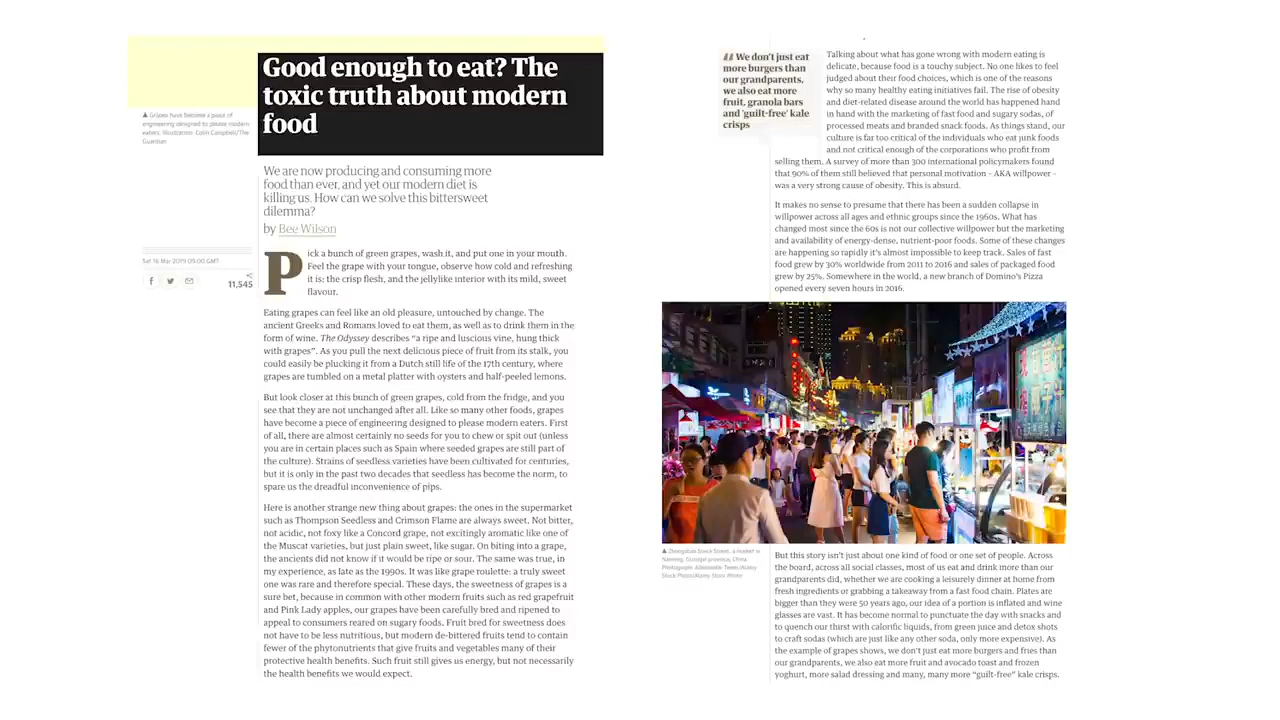 Good enough to eat? The
toxic truth about modern
food
▲ Grapes have become a piece of
engineering designed to please modern
eaters. Illustration: Colin Campbell/The
Guardian
We are now producing and consuming more
food than ever, and yet our modern diet is
killing us. How can we solve this bittersweet
dilemma?
by Bee Wilson
Sat 16 Mar 2019 09.00 GMT
11,545
Pick a bunch of green grapes, wash it, and put one in your mouth.
Feel the grape with your tongue, observe how cold and refreshing
it is: the crisp flesh, and the jellylike interior with its mild, sweet
flavour.
Eating grapes can feel like an old pleasure, untouched by change. The
ancient Greeks and Romans loved to eat them, as well as to drink them in the
form of wine. The Odyssey describes “a ripe and luscious vine, hung thick
with grapes”. As you pull the next delicious piece of fruit from its stalk, you
could easily be plucking it from a Dutch still life of the 17th century, where
grapes are tumbled on a metal platter with oysters and half-peeled lemons.
But look closer at this bunch of green grapes, cold from the fridge, and you
see that they are not unchanged after all. Like so many other foods, grapes
have become a piece of engineering designed to please modern eaters. First
of all, there are almost certainly no seeds for you to chew or spit out (unless
you are in certain places such as Spain where seeded grapes are still part of
the culture). Strains of seedless varieties have been cultivated for centuries,
but it is only in the past two decades that seedless has become the norm, to
spare us the dreadful inconvenience of pips.
Here is another strange new thing about grapes: the ones in the supermarket
such as Thompson Seedless and Crimson Flame are always sweet. Not bitter,
not acidic, not foxy like a Concord grape, not excitingly aromatic like one of
the Muscat varieties, but just plain sweet, like sugar. On biting into a grape,
the ancients did not know if it would be ripe or sour. The same was true, in
my experience, as late as the 1990s. It was like grape roulette: a truly sweet
one was rare and therefore special. These days, the sweetness of grapes is a
sure bet, because in common with other modern fruits such as red grapefruit
and Pink Lady apples, our grapes have been carefully bred and ripened to
appeal to consumers reared on sugary foods. Fruit bred for sweetness does
not have to be less nutritious, but modern de-bittered fruits tend to contain
fewer of the phytonutrients that give fruits and vegetables many of their
protective health benefits. Such fruit still gives us energy, but not necessarily
the health benefits we would expect.
“We don’t just eat
more burgers than
our grandparents,
we also eat more
fruit, granola bars
and ‘guilt-free’ kale
crisps
Talking about what has gone wrong with modern eating is
delicate, because food is a touchy subject. No one likes to feel
judged about their food choices, which is one of the reasons
why so many healthy eating initiatives fail. The rise of obesity
and diet-related disease around the world has happened hand
in hand with the marketing of fast food and sugary sodas, of
processed meats and branded snack foods. As things stand, our
culture is far too critical of the individuals who eat junk foods
and not critical enough of the corporations who profit from
selling them. A survey of more than 300 international policymakers found
that 90% of them still believed that personal motivation – AKA willpower –
was a very strong cause of obesity. This is absurd.
It makes no sense to presume that there has been a sudden collapse in
willpower across all ages and ethnic groups since the 1960s. What has
changed most since the 60s is not our collective willpower but the marketing
and availability of energy-dense, nutrient-poor foods. Some of these changes
are happening so rapidly it’s almost impossible to keep track. Sales of fast
food grew by 30% worldwide from 2011 to 2016 and sales of packaged food
grew by 25%. Somewhere in the world, a new branch of Domino’s Pizza
opened every seven hours in 2016.
▲ Zhongshan Snack Street, a market in
Nanning, Guangxi province, China.
Photograph: Alamy
Stock Photo/Alamy Stock Photo
But this story isn’t just about one kind of food or one set of people. Across
the board, across all social classes, most of us eat and drink more than our
grandparents did, whether we are cooking a leisurely dinner at home from
fresh ingredients or grabbing a takeaway from a fast food chain. Plates are
bigger than they were 50 years ago, our idea of a portion is inflated and wine
glasses are vast. It has become normal to punctuate the day with snacks and
to quench our thirst with calorific liquids, from green juice and detox shots
to craft sodas (which are just like any other soda, only more expensive). As
the example of grapes shows, we don’t just eat more burgers and fries than
our grandparents, we also eat more fruit and avocado toast and frozen
yoghurt, more salad dressing and many, many more “guilt-free” kale crisps.